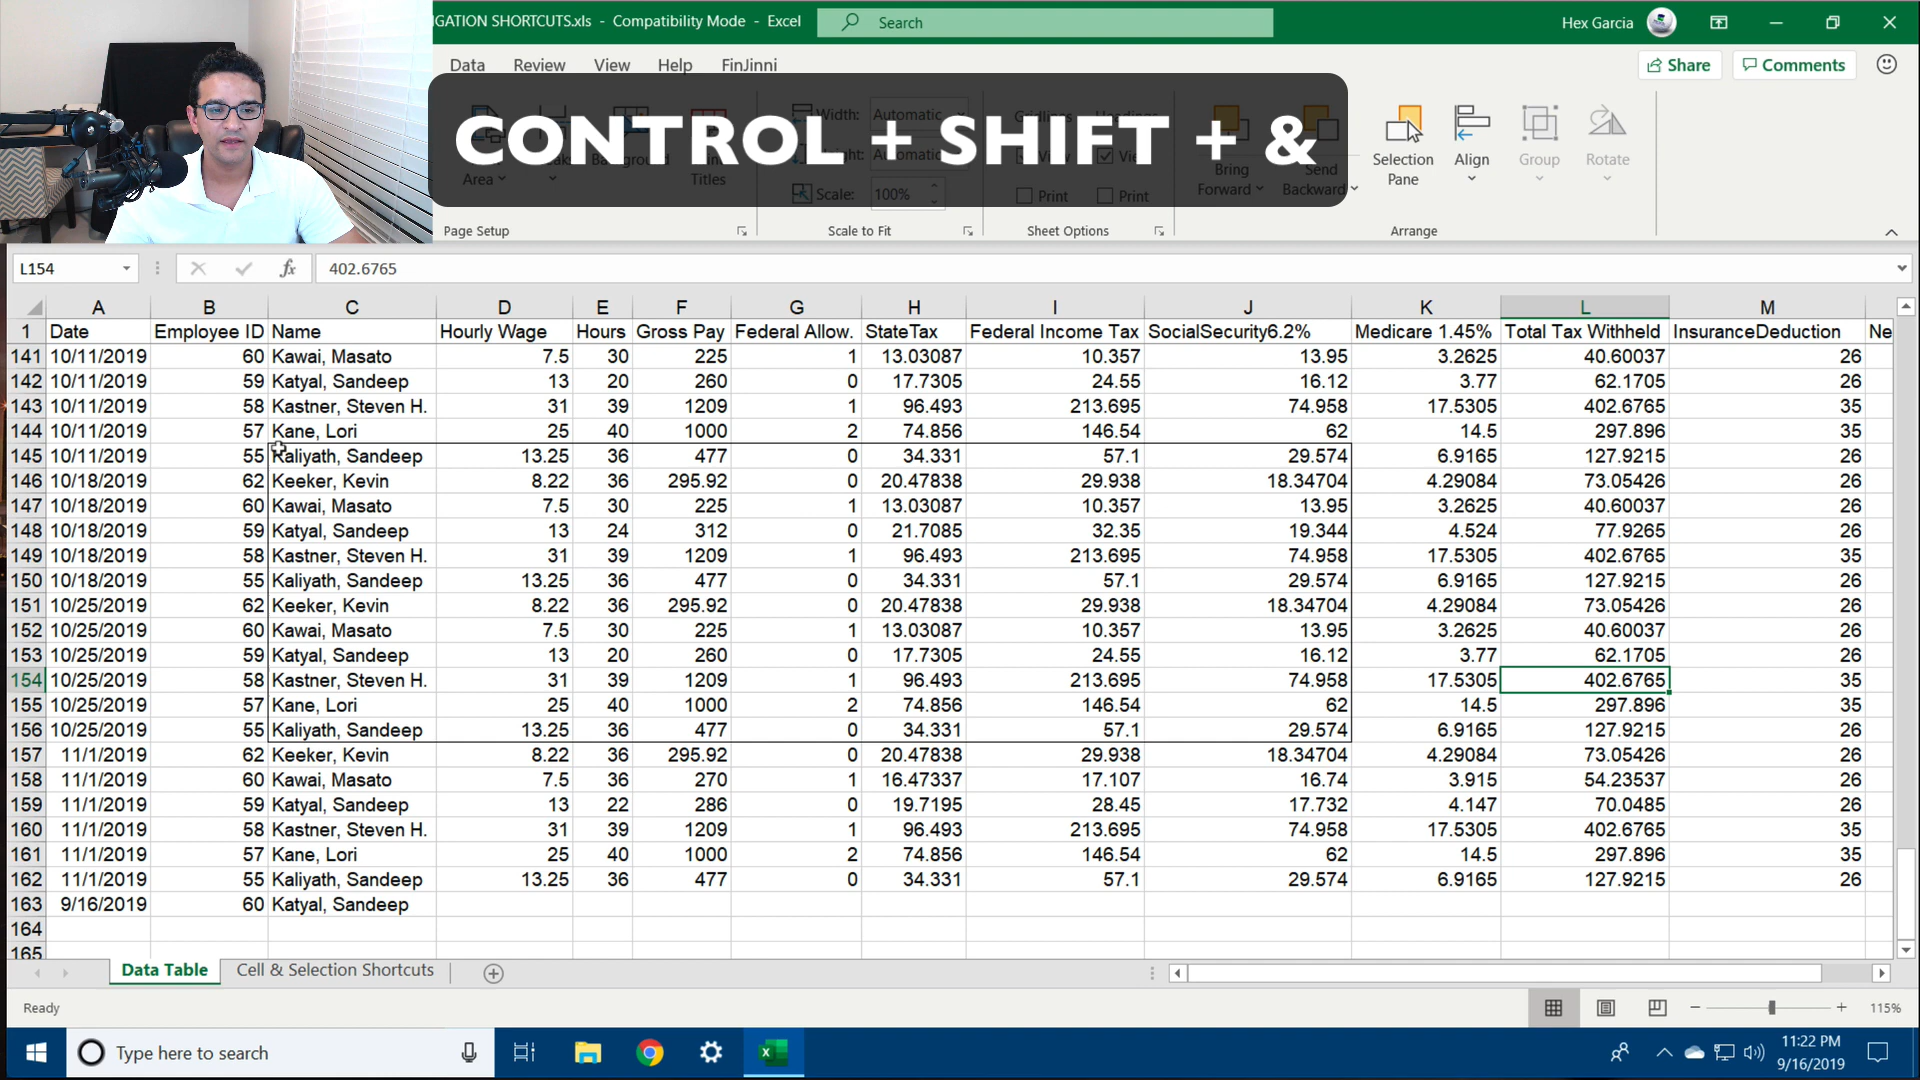 IGATION SHORTCUTS.xls - Compatibility Mode - Excel
Search
Hex Garcia
Data Review View Help FinJinni
Share
Comments
CONTROL + SHIFT + &
Area
Titles
Width: Automatic
Automatic
Scale: 100%
Print
Print
Bring Forward
Send Backward
Selection Pane
Align
Group
Rotate
Page Setup
Scale to Fit
Sheet Options
Arrange
L154
fx
402.6765
A B C D E F G H I J K L M
1 Date Employee ID Name Hourly Wage Hours Gross Pay Federal Allow. StateTax Federal Income Tax SocialSecurity6.2% Medicare 1.45% Total Tax Withheld InsuranceDeduction Ne
141 10/11/2019 60 Kawai, Masato 7.5 30 225 1 13.03087 10.357 13.95 3.2625 40.60037 26
142 10/11/2019 59 Katyal, Sandeep 13 20 260 0 17.7305 24.55 16.12 3.77 62.1705 26
143 10/11/2019 58 Kastner, Steven H. 31 39 1209 1 96.493 213.695 74.958 17.5305 402.6765 35
144 10/11/2019 57 Kane, Lori 25 40 1000 2 74.856 146.54 62 14.5 297.896 35
145 10/11/2019 55 Kaliyath, Sandeep 13.25 36 477 0 34.331 57.1 29.574 6.9165 127.9215 26
146 10/18/2019 62 Keeker, Kevin 8.22 36 295.92 0 20.47838 29.938 18.34704 4.29084 73.05426 26
147 10/18/2019 60 Kawai, Masato 7.5 30 225 1 13.03087 10.357 13.95 3.2625 40.60037 26
148 10/18/2019 59 Katyal, Sandeep 13 24 312 0 21.7085 32.35 19.344 4.524 77.9265 26
149 10/18/2019 58 Kastner, Steven H. 31 39 1209 1 96.493 213.695 74.958 17.5305 402.6765 35
150 10/18/2019 55 Kaliyath, Sandeep 13.25 36 477 0 34.331 57.1 29.574 6.9165 127.9215 26
151 10/25/2019 62 Keeker, Kevin 8.22 36 295.92 0 20.47838 29.938 18.34704 4.29084 73.05426 26
152 10/25/2019 60 Kawai, Masato 7.5 30 225 1 13.03087 10.357 13.95 3.2625 40.60037 26
153 10/25/2019 59 Katyal, Sandeep 13 20 260 0 17.7305 24.55 16.12 3.77 62.1705 26
154 10/25/2019 58 Kastner, Steven H. 31 39 1209 1 96.493 213.695 74.958 17.5305 402.6765 35
155 10/25/2019 57 Kane, Lori 25 40 1000 2 74.856 146.54 62 14.5 297.896 35
156 10/25/2019 55 Kaliyath, Sandeep 13.25 36 477 0 34.331 57.1 29.574 6.9165 127.9215 26
157 11/1/2019 62 Keeker, Kevin 8.22 36 295.92 0 20.47838 29.938 18.34704 4.29084 73.05426 26
158 11/1/2019 60 Kawai, Masato 7.5 36 270 1 16.47337 17.107 16.74 3.915 54.23537 26
159 11/1/2019 59 Katyal, Sandeep 13 22 286 0 19.7195 28.45 17.732 4.147 70.0485 26
160 11/1/2019 58 Kastner, Steven H. 31 39 1209 1 96.493 213.695 74.958 17.5305 402.6765 35
161 11/1/2019 57 Kane, Lori 25 40 1000 2 74.856 146.54 62 14.5 297.896 35
162 11/1/2019 55 Kaliyath, Sandeep 13.25 36 477 0 34.331 57.1 29.574 6.9165 127.9215 26
163 9/16/2019 60 Katyal, Sandeep
164
165
Data Table
Cell & Selection Shortcuts
Ready
115%
Type here to search
11:22 PM
9/16/2019